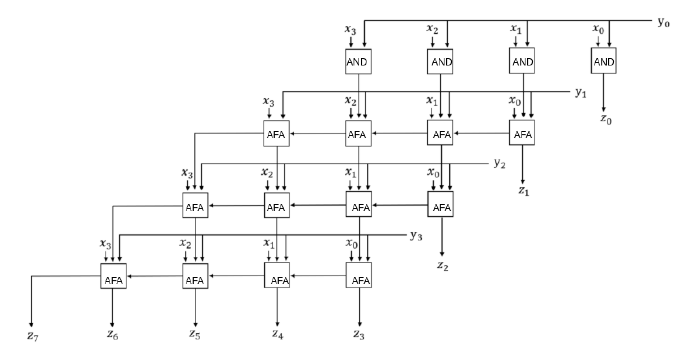 x₃ x₂ x₁ x₀ y₀
AND AND AND AND
z₀
x₃ x₂ x₁ x₀ y₁
AFA AFA AFA AFA
z₁
x₃ x₂ x₁ x₀ y₂
AFA AFA AFA AFA
z₂
x₃ x₂ x₁ x₀ y₃
AFA AFA AFA AFA
z₇ z₆ z₅ z₄ z₃